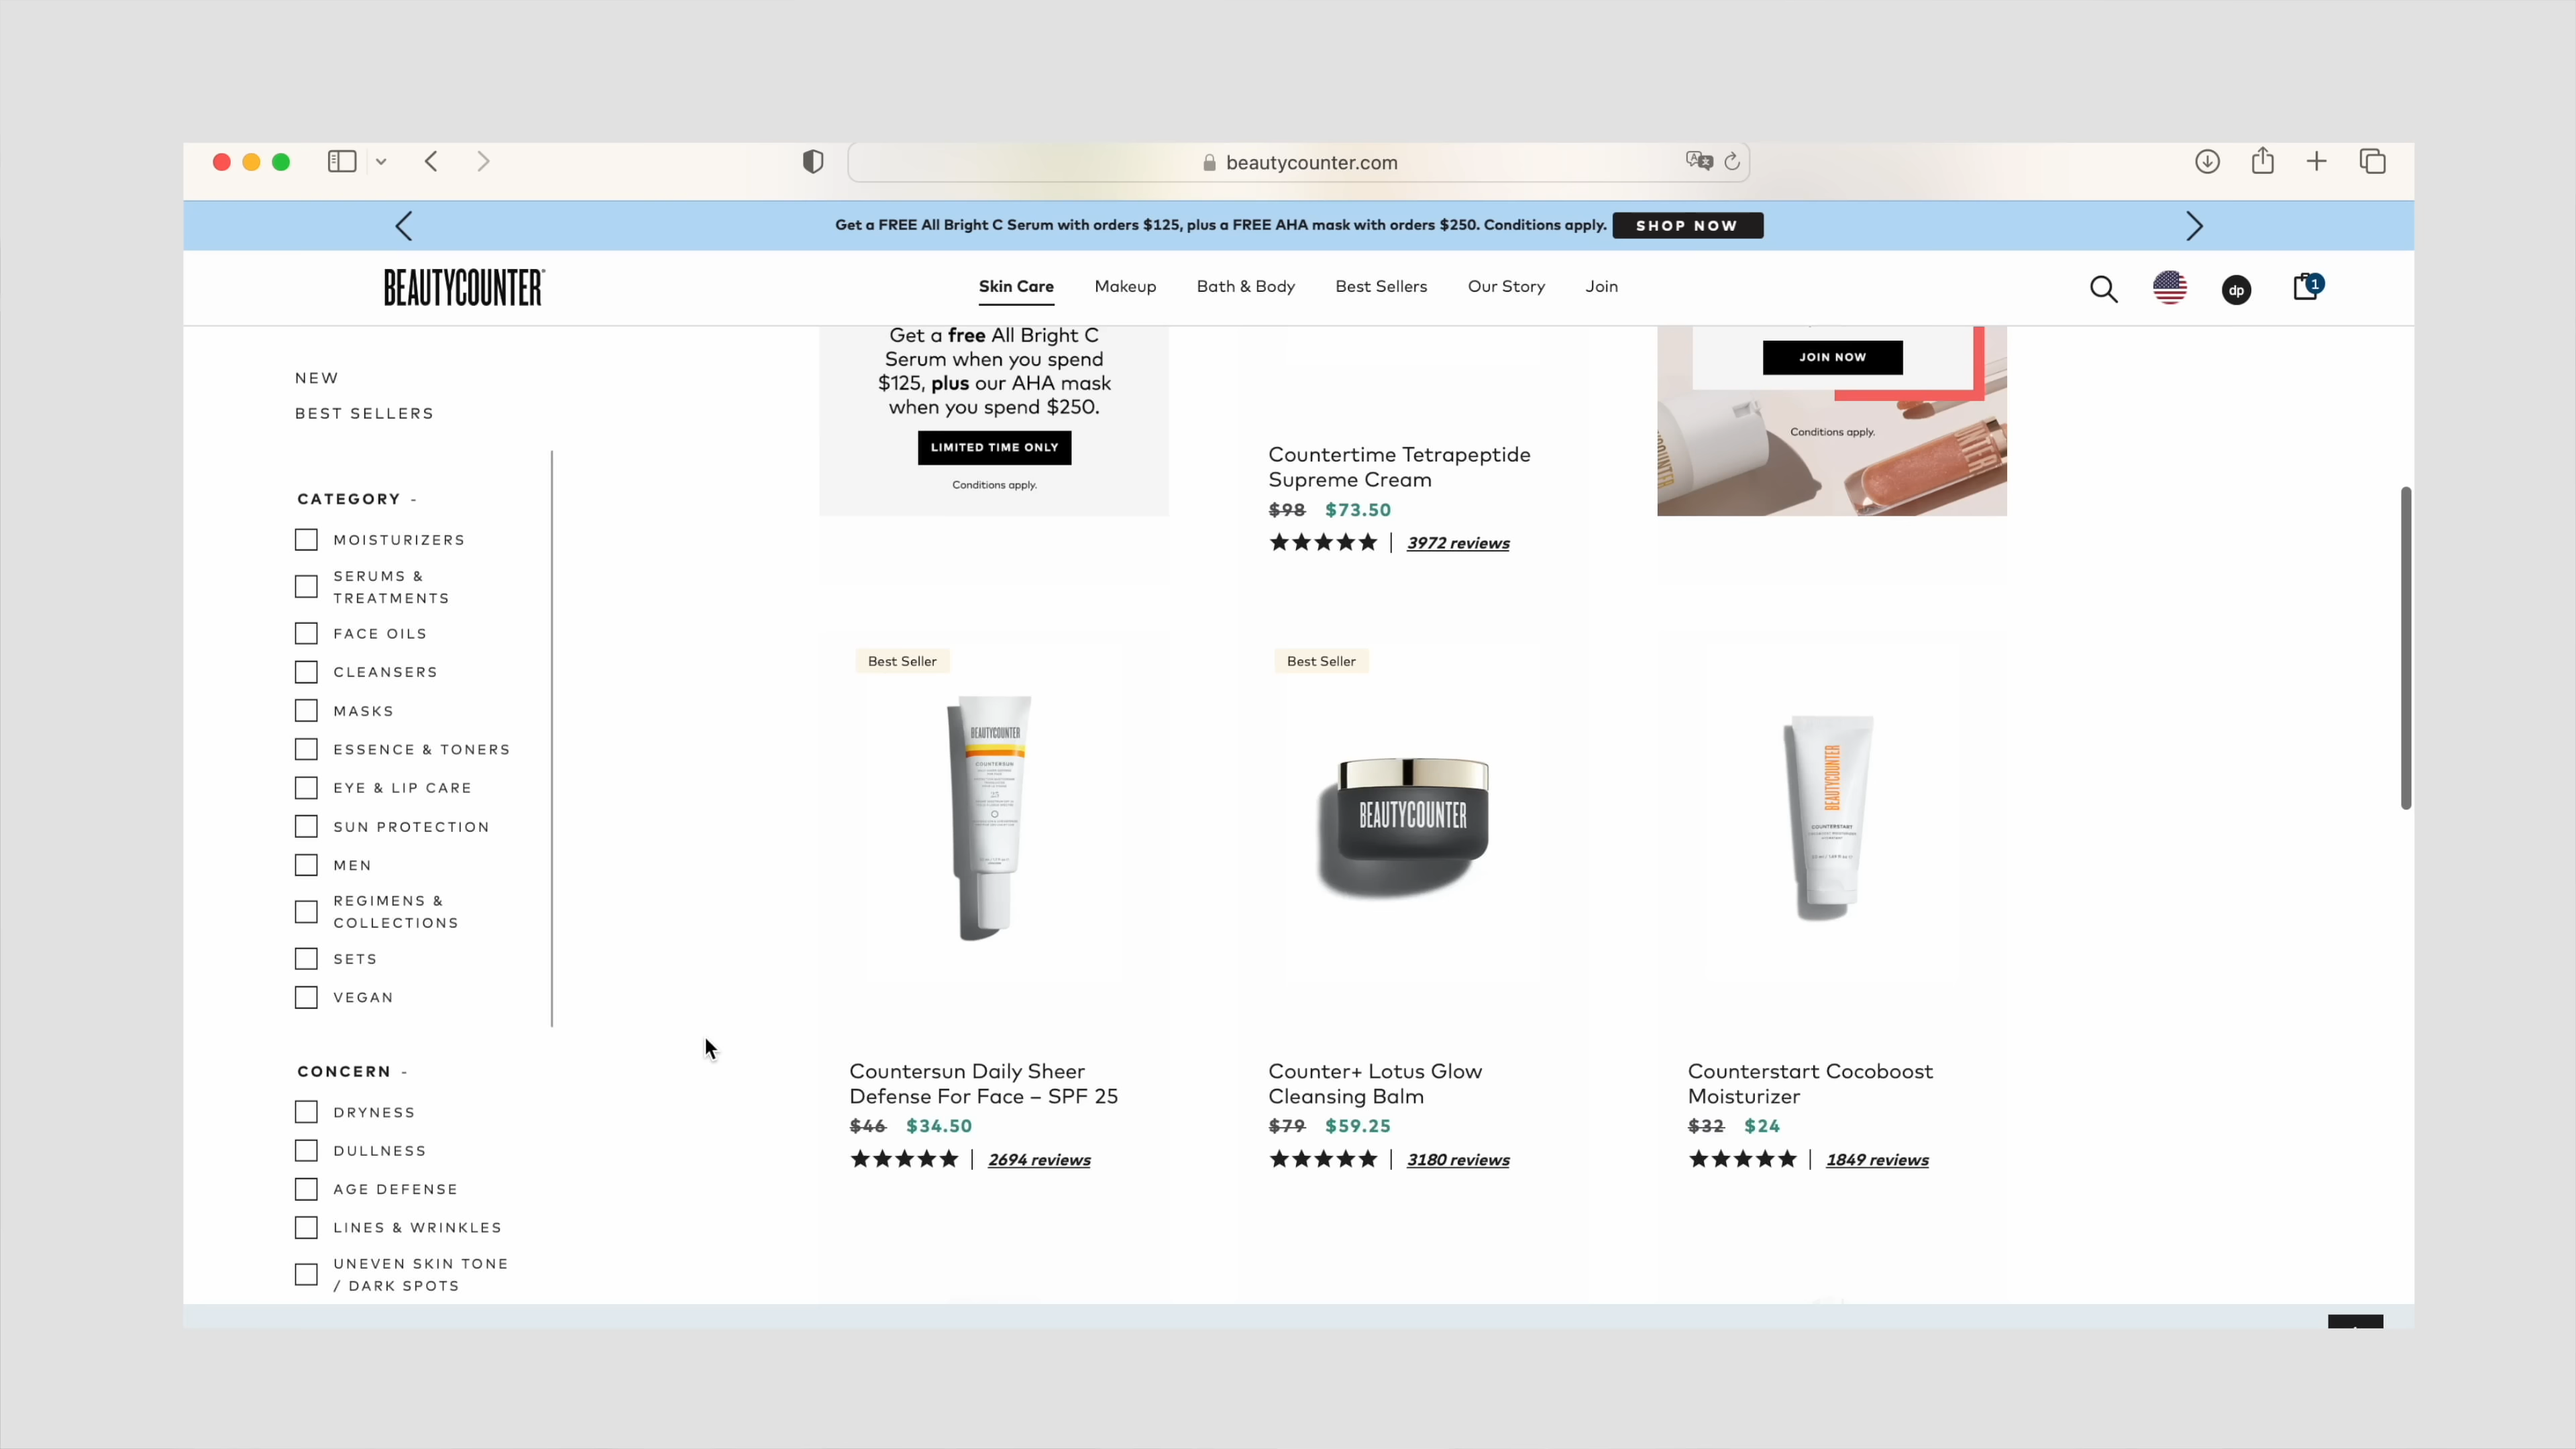 beautycounter.com
Get a FREE All Bright C Serum with orders $125, plus a FREE AHA mask with orders $250. Conditions apply. SHOP NOW
BEAUTYCOUNTER
Skin Care Makeup Bath & Body Best Sellers Our Story Join
dp 1
NEW
BEST SELLERS
CATEGORY -
MOISTURIZERS
SERUMS &
TREATMENTS
FACE OILS
CLEANSERS
MASKS
ESSENCE & TONERS
EYE & LIP CARE
SUN PROTECTION
MEN
REGIMENS &
COLLECTIONS
SETS
VEGAN
CONCERN -
DRYNESS
DULLNESS
AGE DEFENSE
LINES & WRINKLES
UNEVEN SKIN TONE
/ DARK SPOTS
Get a free All Bright C
Serum when you spend
$125, plus our AHA mask
when you spend $250.
LIMITED TIME ONLY
Conditions apply.
Countertime Tetrapeptide
Supreme Cream
$98 $73.50
3972 reviews
JOIN NOW
Conditions apply.
Best Seller
BEAUTYCOUNTER
COUNTERSUN
Countersun Daily Sheer
Defense For Face – SPF 25
$46 $34.50
2694 reviews
Best Seller
BEAUTYCOUNTER
Counter+ Lotus Glow
Cleansing Balm
$79 $59.25
3180 reviews
BEAUTYCOUNTER
COUNTERSTART
Counterstart Cocoboost
Moisturizer
$32 $24
1849 reviews